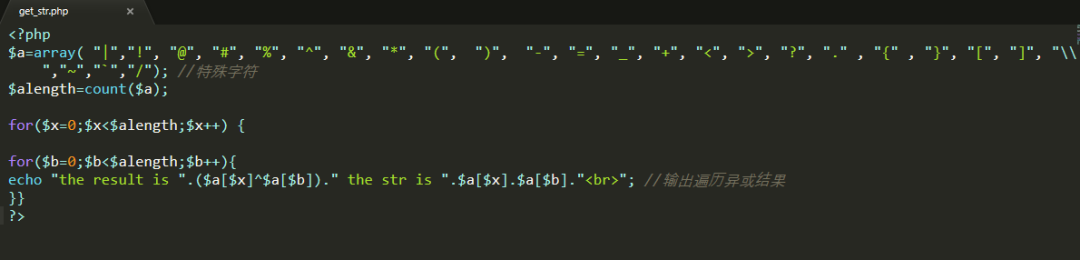 get_str.php ×
<?php
$a=array( "|","!", "@", "#", "%", "^", "&", "*", "(",  ")",  "-", "=", "_", "+", "<", ">", "?", "." , "{" , "}", "[", "]", "\\
","~","`","/"); //特殊字符
$alength=count($a);
for($x=0;$x<$alength;$x++) {
for($b=0;$b<$alength;$b++){
echo "the result is ".($a[$x]^$a[$b])." the str is ".$a[$x].$a[$b]."<br>"; //输出遍历异或结果
}}
?>